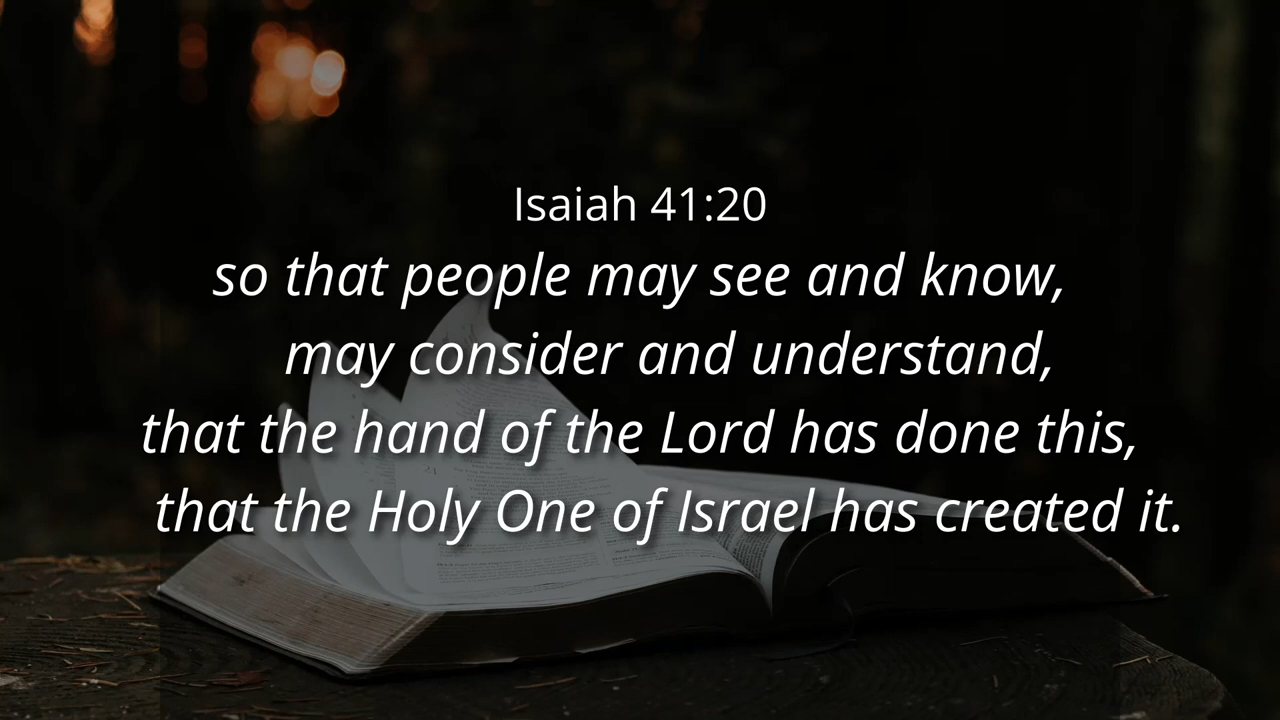 Isaiah 41:20
so that people may see and know,
may consider and understand,
that the hand of the Lord has done this,
that the Holy One of Israel has created it.